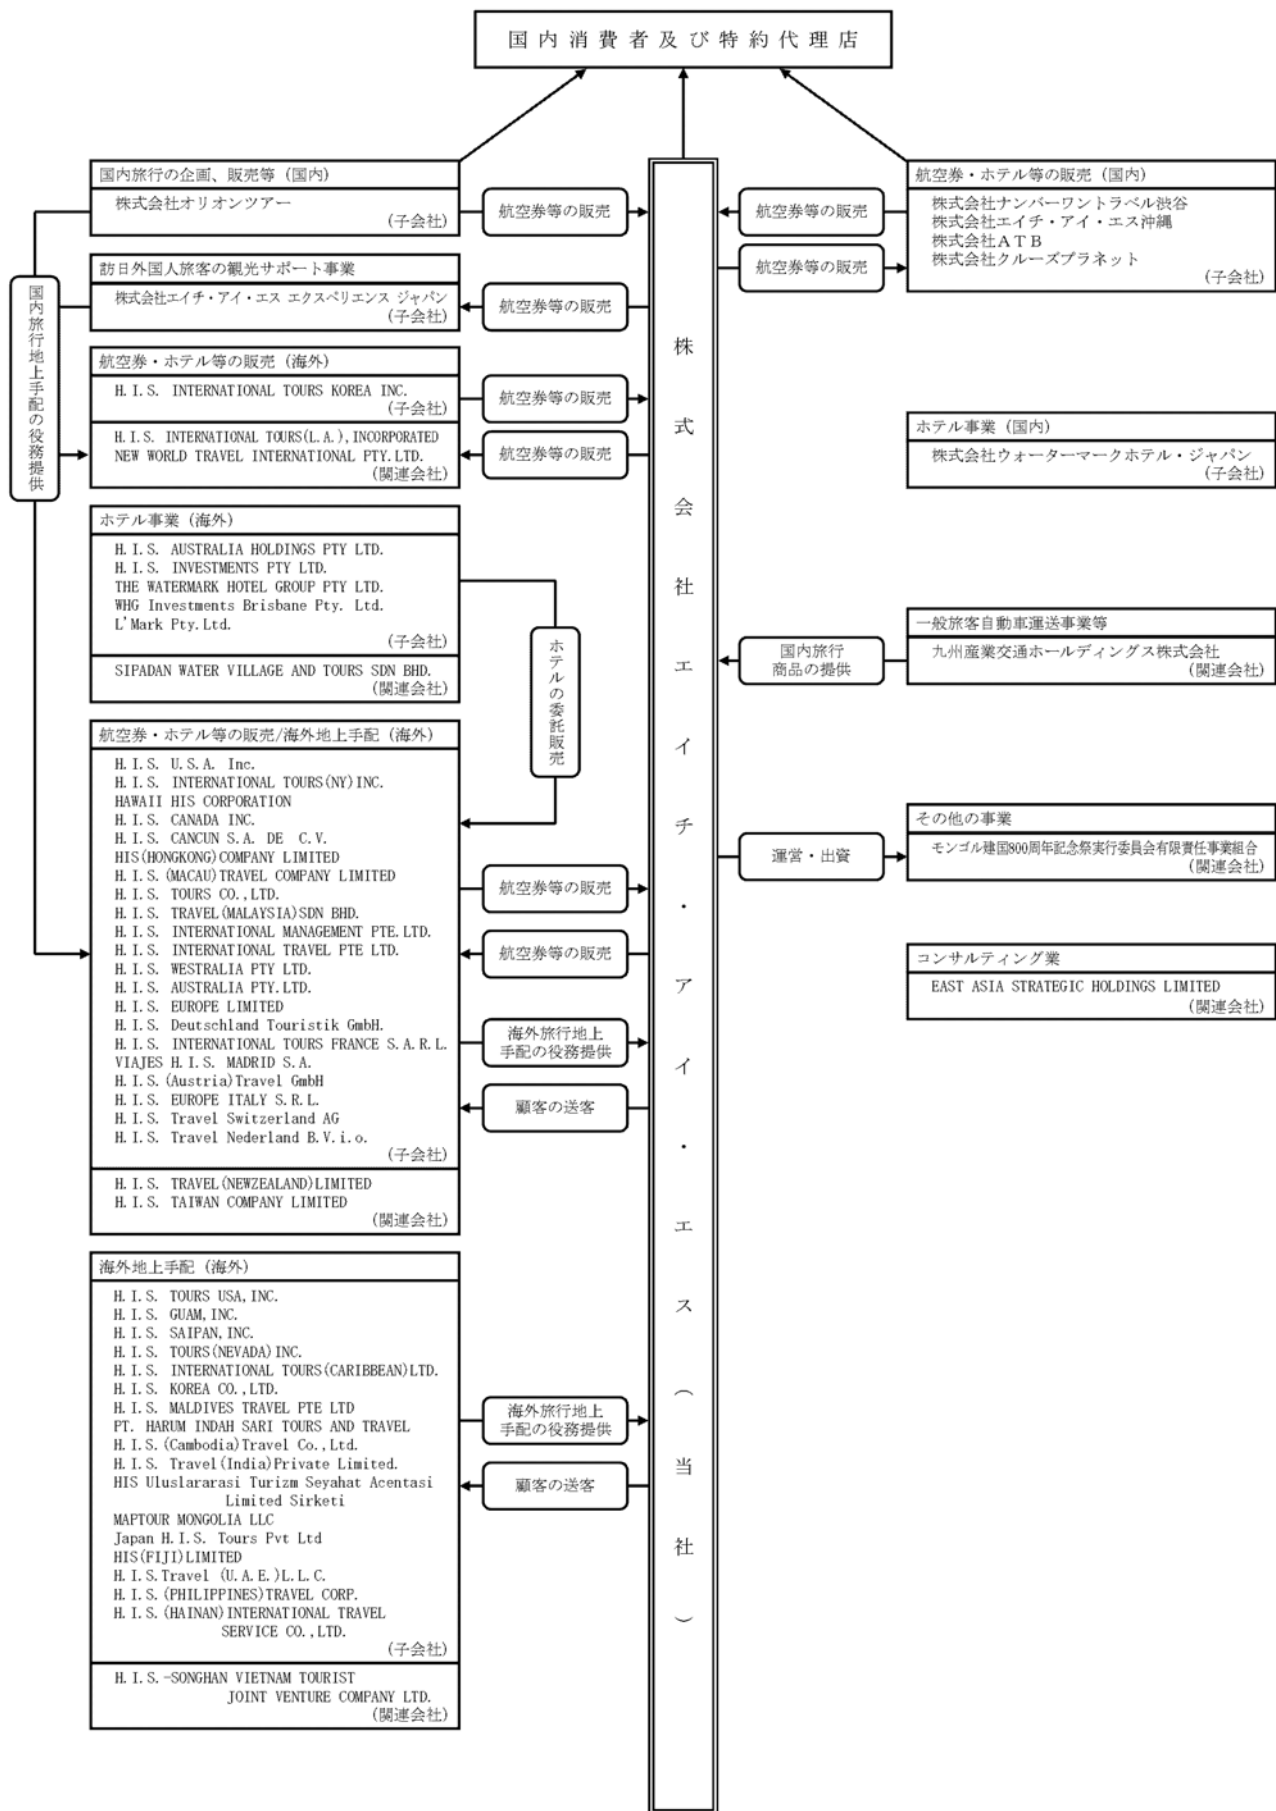 国内消費者及び特約代理店
国内旅行の企画、販売等（国内）
株式会社オリオンツアー
（子会社）
航空券等の販売
訪日外国人旅客の観光サポート事業
株式会社エイチ・アイ・エス エクスペリエンス ジャパン
（子会社）
航空券等の販売
国内旅行地上手配の役務提供
航空券・ホテル等の販売（海外）
H.I.S. INTERNATIONAL TOURS KOREA INC.
（子会社）
航空券等の販売
H.I.S. INTERNATIONAL TOURS(L.A.),INCORPORATED
NEW WORLD TRAVEL INTERNATIONAL PTY.LTD.
（関連会社）
航空券等の販売
ホテル事業（海外）
H.I.S. AUSTRALIA HOLDINGS PTY LTD.
H.I.S. INVESTMENTS PTY LTD.
THE WATERMARK HOTEL GROUP PTY LTD.
WHG Investments Brisbane Pty. Ltd.
L'Mark Pty.Ltd.
（子会社）
SIPADAN WATER VILLAGE AND TOURS SDN BHD.
（関連会社）
ホテルの委託販売
航空券・ホテル等の販売/海外地上手配（海外）
H.I.S. U.S.A. Inc.
H.I.S. INTERNATIONAL TOURS(NY)INC.
HAWAII HIS CORPORATION
H.I.S. CANADA INC.
H.I.S. CANCUN S.A. DE C.V.
HIS(HONGKONG)COMPANY LIMITED
H.I.S.(MACAU)TRAVEL COMPANY LIMITED
H.I.S. TOURS CO.,LTD.
H.I.S. TRAVEL(MALAYSIA)SDN BHD.
H.I.S. INTERNATIONAL MANAGEMENT PTE.LTD.
H.I.S. INTERNATIONAL TRAVEL PTE LTD.
H.I.S. WESTRALIA PTY LTD.
H.I.S. AUSTRALIA PTY.LTD.
H.I.S. EUROPE LIMITED
H.I.S. Deutschland Touristik GmbH.
H.I.S. INTERNATIONAL TOURS FRANCE S.A.R.L.
VIAJES H.I.S. MADRID S.A.
H.I.S.(Austria)Travel GmbH
H.I.S. EUROPE ITALY S.R.L.
H.I.S. Travel Switzerland AG
H.I.S. Travel Nederland B.V.i.o.
（子会社）
H.I.S. TRAVEL(NEWZEALAND)LIMITED
H.I.S. TAIWAN COMPANY LIMITED
（関連会社）
航空券等の販売
航空券等の販売
海外旅行地上
手配の役務提供
顧客の送客
海外地上手配（海外）
H.I.S. TOURS USA,INC.
H.I.S. GUAM,INC.
H.I.S. SAIPAN,INC.
H.I.S. TOURS(NEVADA)INC.
H.I.S. INTERNATIONAL TOURS(CARIBBEAN)LTD.
H.I.S. KOREA CO.,LTD.
H.I.S. MALDIVES TRAVEL PTE LTD
PT. HARUM INDAH SARI TOURS AND TRAVEL
H.I.S.(Cambodia)Travel Co.,Ltd.
H.I.S. Travel(India)Private Limited.
HIS Uluslararasi Turizm Seyahat Acentasi
Limited Sirketi
MAPTOUR MONGOLIA LLC
Japan H.I.S. Tours Pvt Ltd
HIS(FIJI)LIMITED
H.I.S.Travel (U.A.E.)L.L.C.
H.I.S.(PHILIPPINES)TRAVEL CORP.
H.I.S.(HAINAN)INTERNATIONAL TRAVEL
SERVICE CO.,LTD.
（子会社）
H.I.S.-SONGHAN VIETNAM TOURIST
JOINT VENTURE COMPANY LTD.
（関連会社）
海外旅行地上
手配の役務提供
顧客の送客
株式会社エイチ・アイ・エス（当社）
航空券・ホテル等の販売（国内）
株式会社ナンバーワントラベル渋谷
株式会社エイチ・アイ・エス沖縄
株式会社ＡＴＢ
株式会社クルーズプラネット
（子会社）
航空券等の販売
航空券等の販売
ホテル事業（国内）
株式会社ウォーターマークホテル・ジャパン
（子会社）
一般旅客自動車運送事業等
九州産業交通ホールディングス株式会社
（関連会社）
国内旅行
商品の提供
その他の事業
モンゴル建国800周年記念祭実行委員会有限責任事業組合
（関連会社）
運営・出資
コンサルティング業
EAST ASIA STRATEGIC HOLDINGS LIMITED
（関連会社）